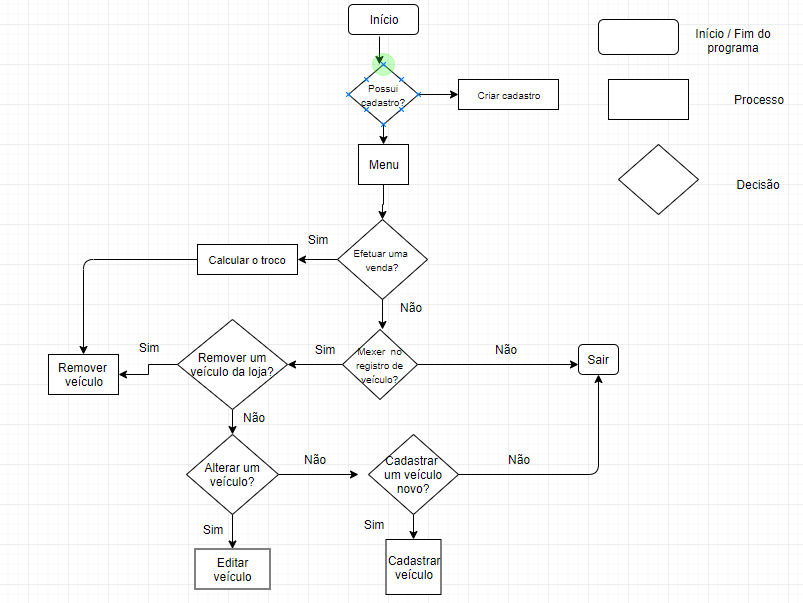 Início
Início / Fim do
programa
Possui
cadastro?
Criar cadastro
Processo
Menu
Decisão
Sim
Efetuar uma
venda?
Calcular o troco
Não
Sim
Remover um
veículo da loja?
Sim
Mexer no
registro de
veículo?
Não
Sair
Remover
veículo
Não
Alterar um
veículo?
Não
Cadastrar
um veículo
novo?
Não
Sim
Sim
Editar
veículo
Cadastrar
veículo